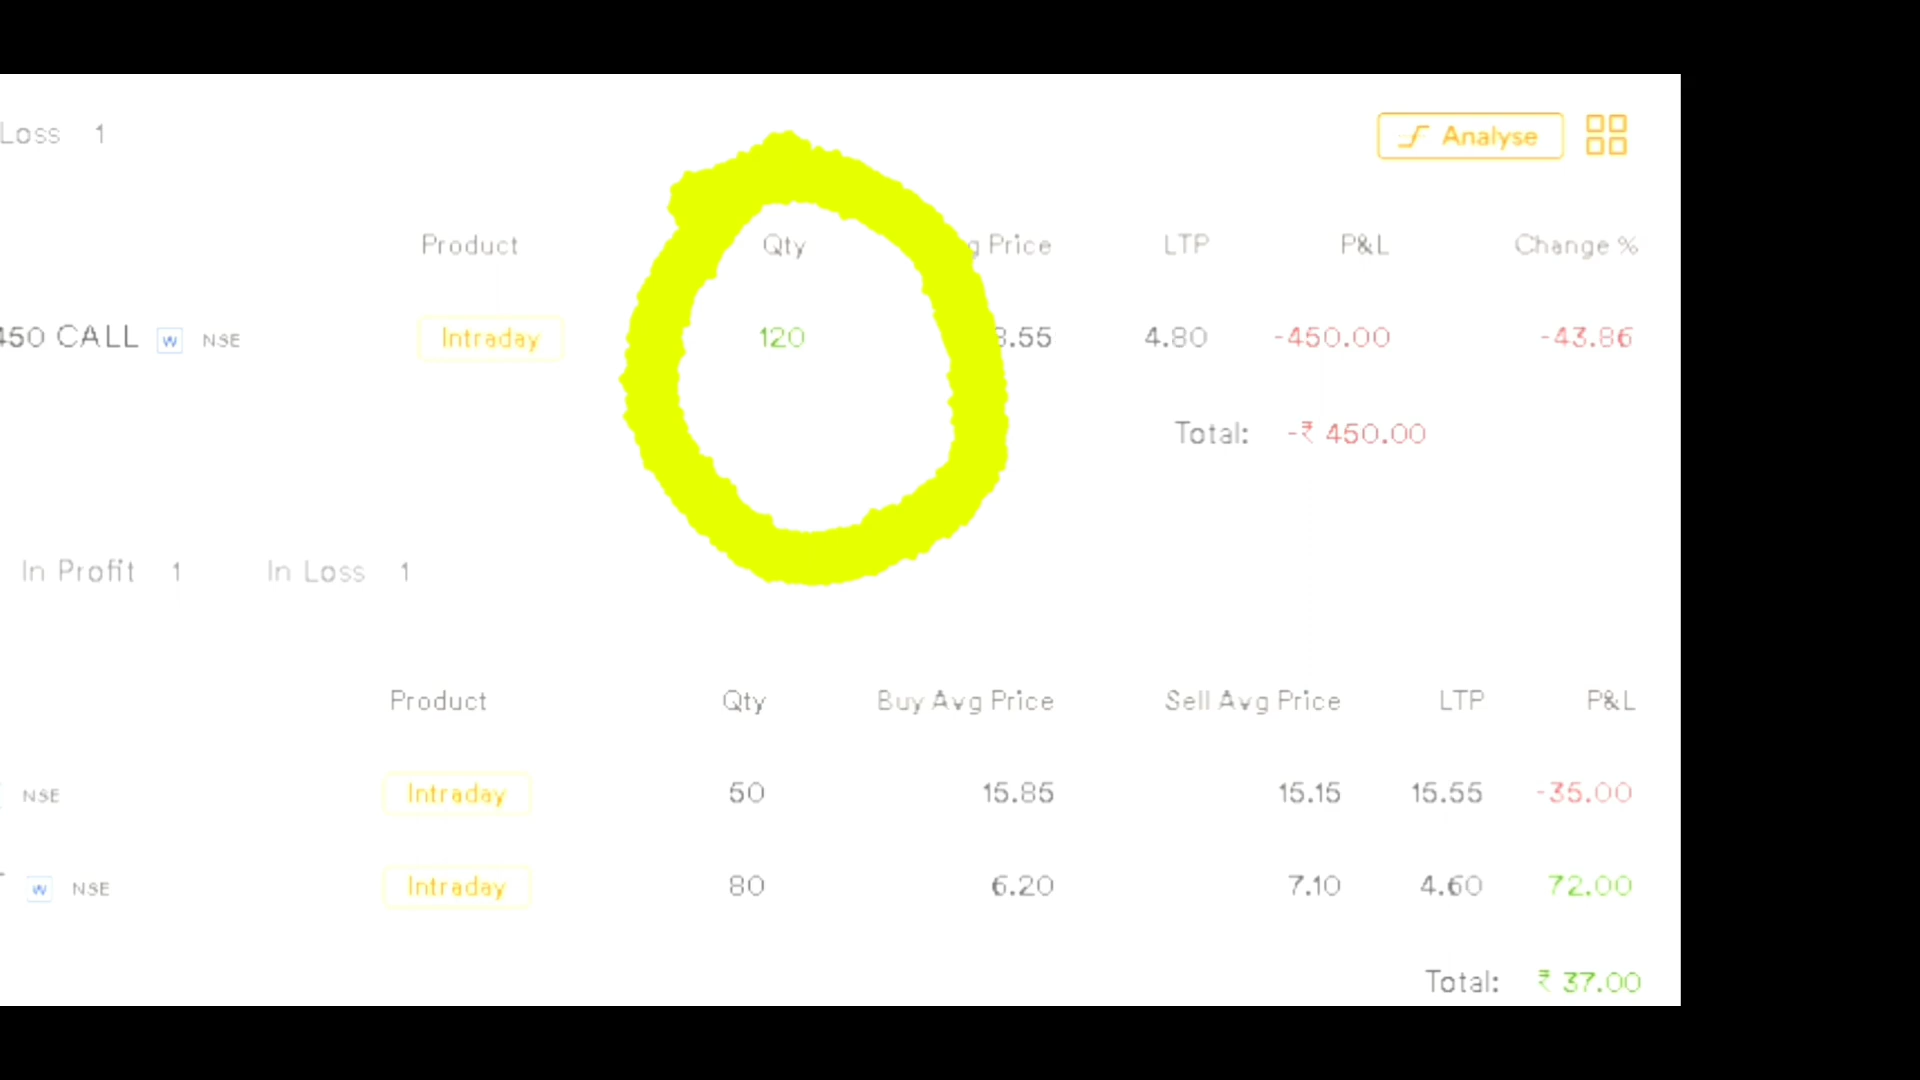 Loss 1 Analyse
Product Qty g Price LTP P&L Change %
450 CALL W NSE Intraday 120 8.55 4.80 -450.00 -43.86
Total: -₹ 450.00
In Profit 1 In Loss 1
Product Qty Buy Avg Price Sell Avg Price LTP P&L
NSE Intraday 50 15.85 15.15 15.55 -35.00
W NSE Intraday 80 6.20 7.10 4.60 72.00
Total: ₹ 37.00